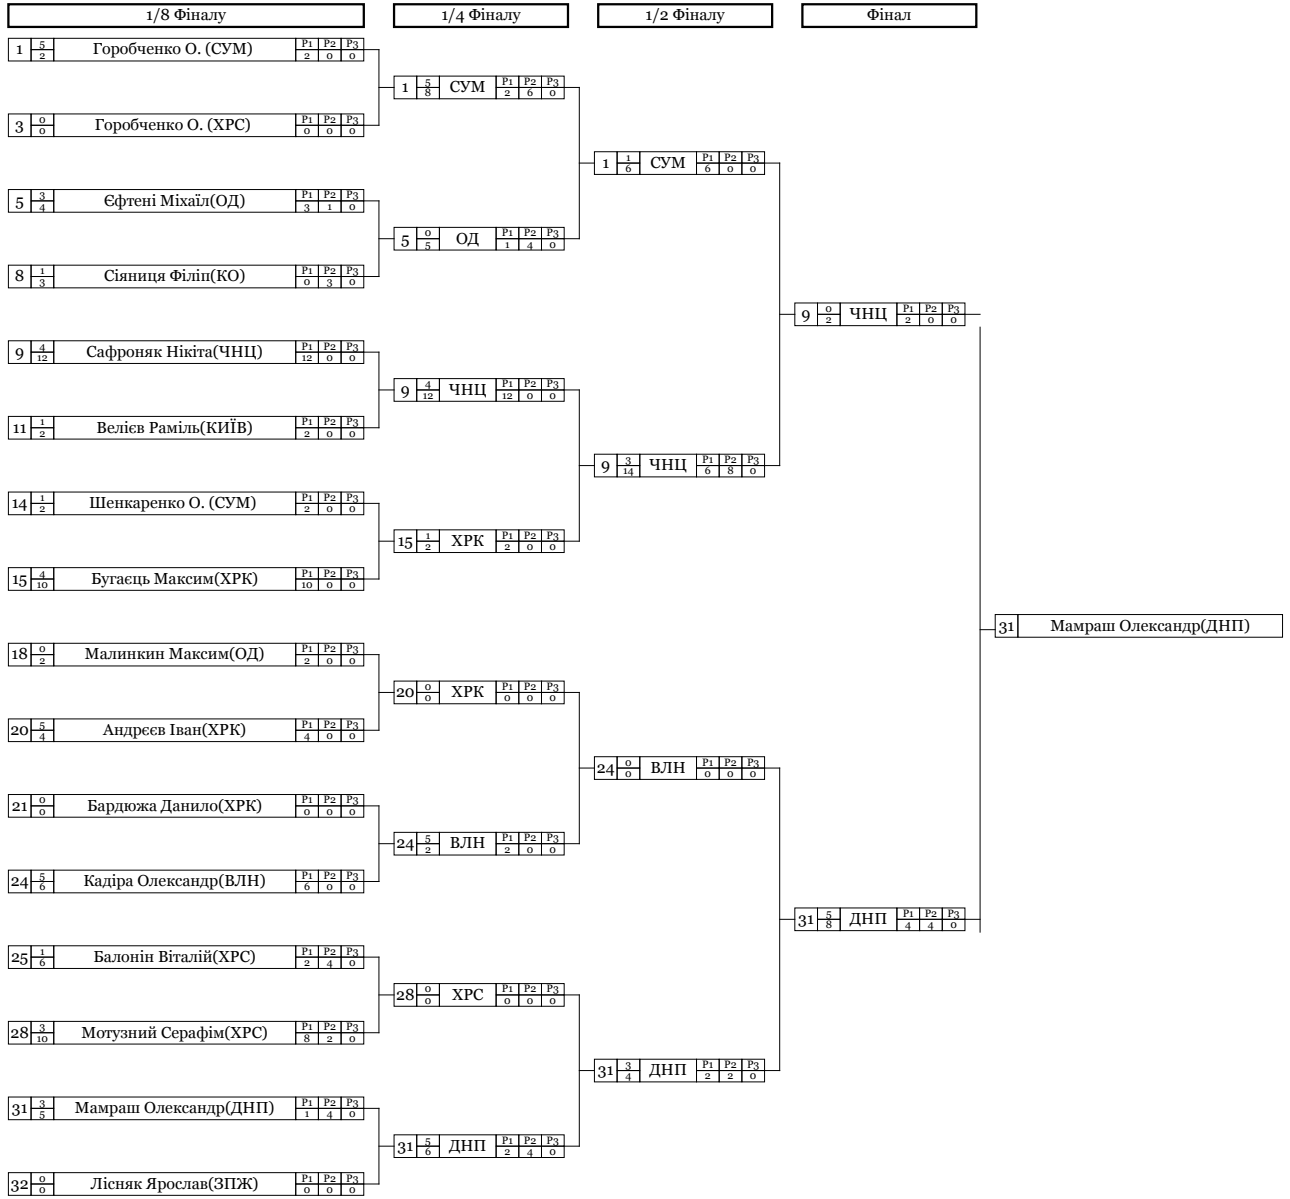 1/8 Фіналу 1/4 Фіналу 1/2 Фіналу Фінал
1 5 2 Горобченко О. (СУМ) P1 P2 P3 2 0 0
1 5 8 СУМ P1 P2 P3 2 6 0
3 0 0 Горобченко О. (ХРС) P1 P2 P3 0 0 0
1 1 6 СУМ P1 P2 P3 6 0 0
5 3 4 Єфтені Міхаїл(ОД) P1 P2 P3 3 1 0
5 0 5 ОД P1 P2 P3 1 4 0
8 1 3 Сіяниця Філіп(КО) P1 P2 P3 0 3 0
9 0 2 ЧНЦ P1 P2 P3 2 0 0
9 4 12 Сафроняк Нікіта(ЧНЦ) P1 P2 P3 12 0 0
9 4 12 ЧНЦ P1 P2 P3 12 0 0
11 1 2 Велієв Раміль(КИЇВ) P1 P2 P3 2 0 0
9 3 14 ЧНЦ P1 P2 P3 6 8 0
14 1 2 Шенкаренко О. (СУМ) P1 P2 P3 2 0 0
15 1 2 ХРК P1 P2 P3 2 0 0
15 4 10 Бугаєць Максим(ХРК) P1 P2 P3 10 0 0
31 Мамраш Олександр(ДНП)
18 0 2 Малинкин Максим(ОД) P1 P2 P3 2 0 0
20 0 0 ХРК P1 P2 P3 0 0 0
20 5 4 Андрєєв Іван(ХРК) P1 P2 P3 4 0 0
24 0 0 ВЛН P1 P2 P3 0 0 0
21 0 0 Бардюжа Данило(ХРК) P1 P2 P3 0 0 0
24 5 2 ВЛН P1 P2 P3 2 0 0
24 5 6 Кадіра Олександр(ВЛН) P1 P2 P3 6 0 0
31 5 8 ДНП P1 P2 P3 4 4 0
25 1 6 Балонін Віталій(ХРС) P1 P2 P3 2 4 0
28 0 0 ХРС P1 P2 P3 0 0 0
28 3 10 Мотузний Серафім(ХРС) P1 P2 P3 8 2 0
31 3 4 ДНП P1 P2 P3 2 2 0
31 3 5 Мамраш Олександр(ДНП) P1 P2 P3 1 4 0
31 5 6 ДНП P1 P2 P3 2 4 0
32 0 0 Лісняк Ярослав(ЗПЖ) P1 P2 P3 0 0 0